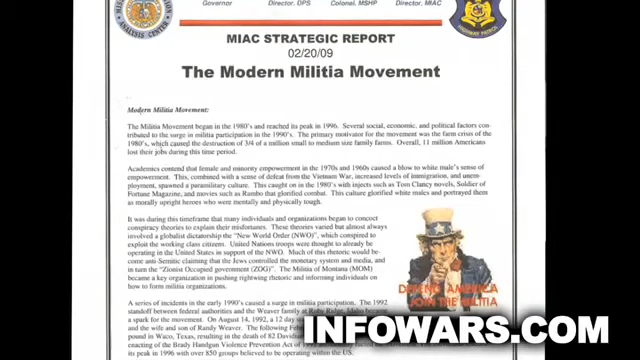 Governor Director, DPS Colonel, MSHP Director, MIAC
ANALYSIS CENTER
HIGHWAY PATROL
MIAC STRATEGIC REPORT
02/20/09
The Modern Militia Movement
Modern Militia Movement:
The Militia Movement began in the 1980's and reached its peak in 1996. Several social, economic, and political factors con-
tributed to the surge in militia participation in the 1990's. The primary motivator for the movement was the farm crisis of the
1980's, which caused the destruction of 3/4 of a million small to medium size family farms. Overall, 11 million Americans
lost their jobs during this time period.
Academics contend that female and minority empowerment in the 1970s and 1960s caused a blow to white male's sense of
empowerment. This, combined with a sense of defeat from the Vietnam War, increased levels of immigration, and unem-
ployment, spawned a paramilitary culture. This caught on in the 1980's with injects such as Tom Clancy novels, Soldier of
Fortune Magazine, and movies such as Rambo that glorified combat. This culture glorified white males and portrayed them
as morally upright heroes who were mentally and physically tough.
It was during this timeframe that many individuals and organizations began to concoct
conspiracy theories to explain their misfortunes. These theories varied but almost always
involved a globalist dictatorship the "New World Order (NWO)", which conspired to
exploit the working class citizens. United Nations troops were thought to already be
operating in the United States in support of the NWO. Much of this rhetoric would be-
come anti-Semitic claiming that the Jews controlled the monetary system and media, and
in turn the "Zionist Occupied government (ZOG)". The Militia of Montana (MOM)
became a key organization in pushing rightwing rhetoric and informing individuals on
how to form militia organizations.
DEFEND AMERICA
JOIN THE MILITIA
A series of incidents in the early 1990's caused a surge in militia participation. The 1992
standoff between federal authorities and the Weaver family at Ruby Ridge, Idaho became
a spark for the movement. On August 14, 1992, a 12 day
and the wife and son of Randy Weaver. The following
pound in Waco, Texas, resulting in the death of 82 Davidians
enacting of the Brady Handgun Violence Prevention Act of
its peak in 1996 with over 850 groups believed to be operating within the US.
INFOWARS.COM